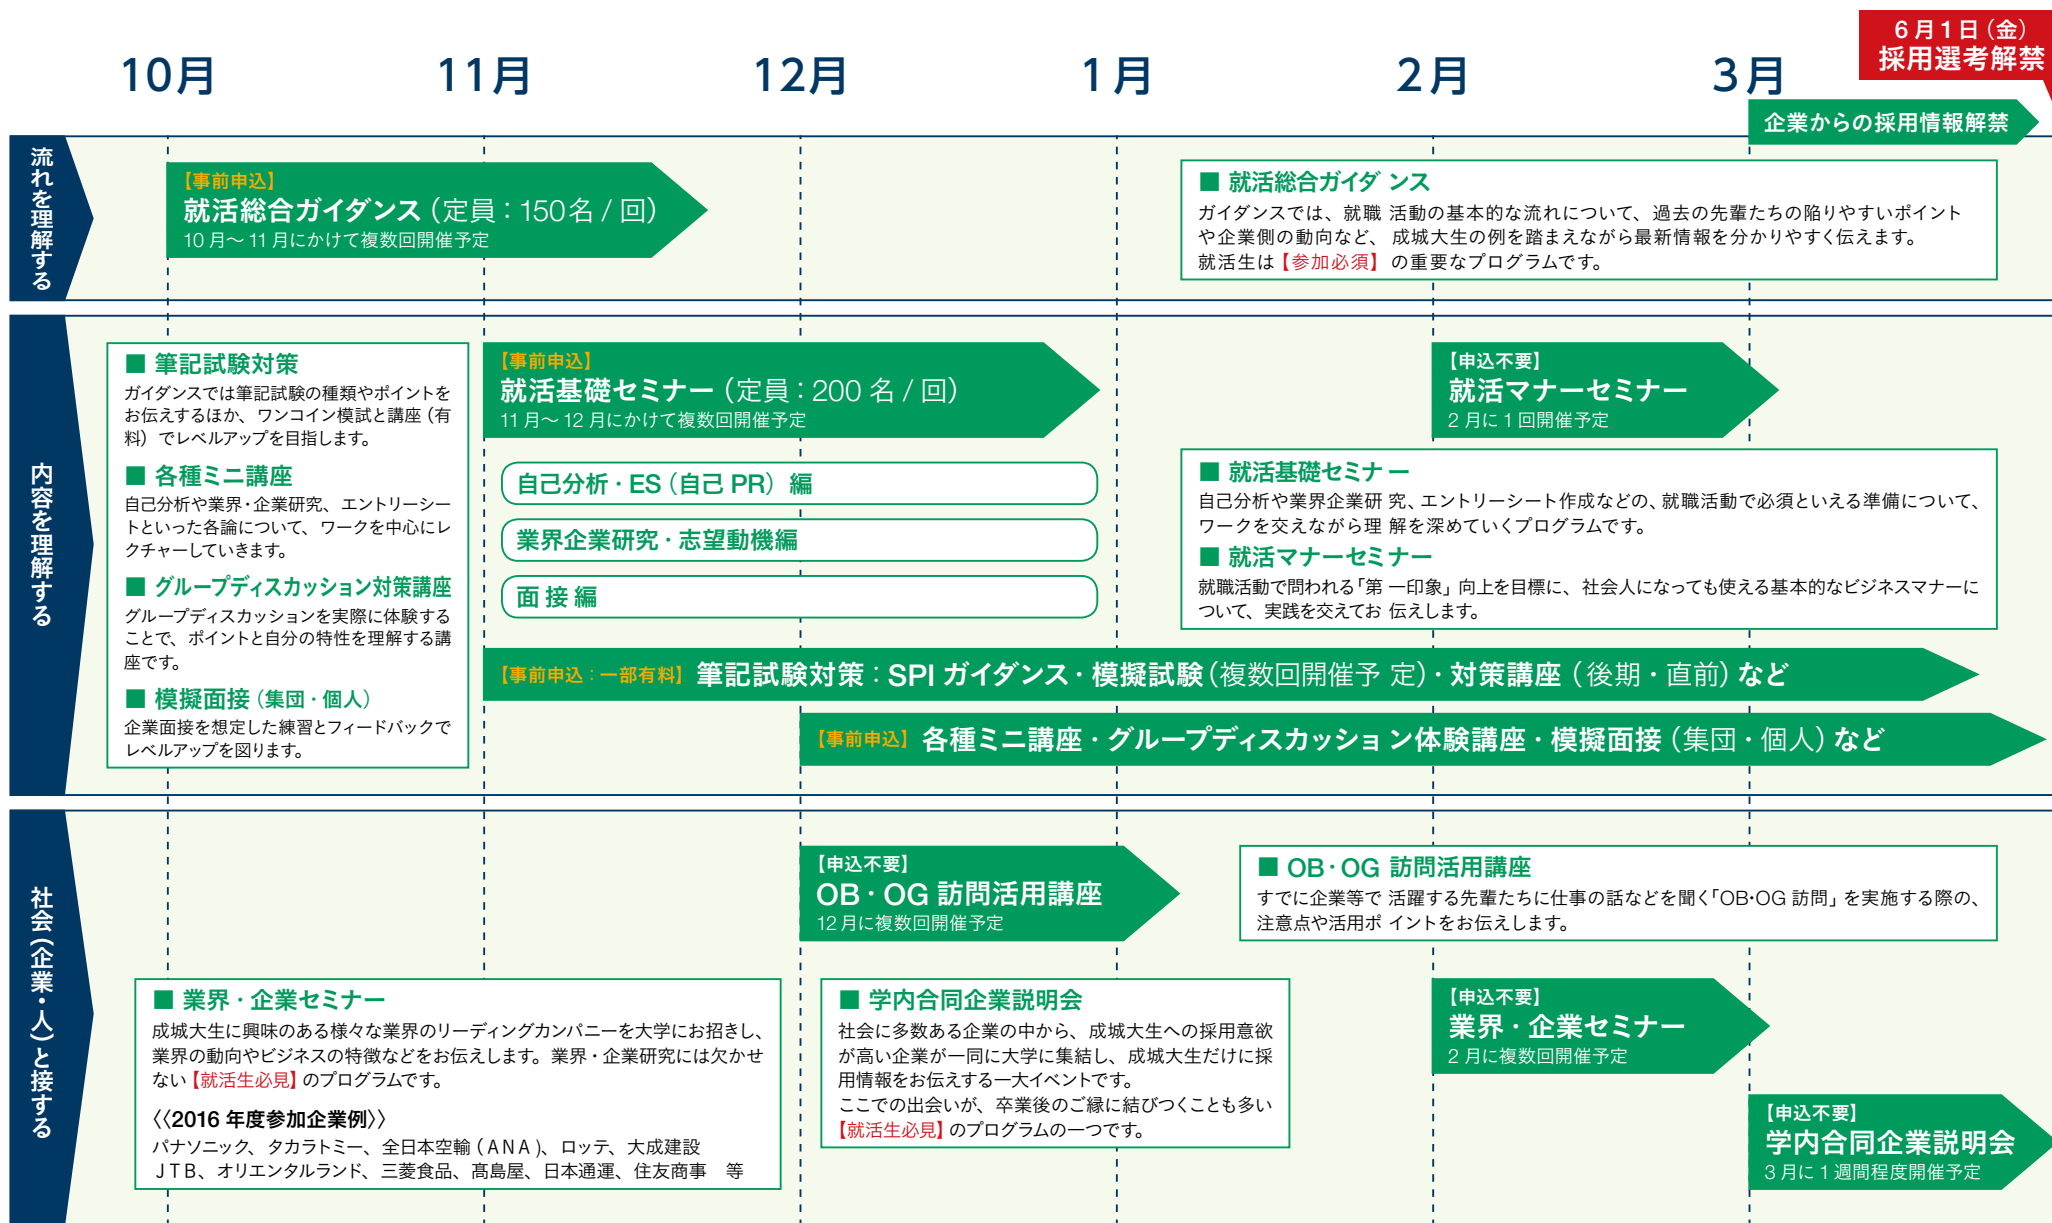 10月
11月
12月
1月
2月
3月
6月1日（金）
採用選考解禁
企業からの採用情報解禁
流れを理解する
【事前申込】
就活総合ガイダンス（定員：150名 / 回）
10月～11月にかけて複数回開催予定
■ 就活総合ガイダンス
ガイダンスでは、就職活動の基本的な流れについて、過去の先輩たちの陥りやすいポイント
や企業側の動向など、成城大生の例を踏まえながら最新情報を分かりやすく伝えます。
就活生は【参加必須】の重要なプログラムです。
内容を理解する
■ 筆記試験対策
ガイダンスでは筆記試験の種類やポイントを
お伝えするほか、ワンコイン模試と講座（有
料）でレベルアップを目指します。
■ 各種ミニ講座
自己分析や業界・企業研究、エントリーシー
トといった各論について、ワークを中心にレ
クチャーしていきます。
■ グループディスカッション対策講座
グループディスカッションを実際に体験する
ことで、ポイントと自分の特性を理解する講
座です。
■ 模擬面接（集団・個人）
企業面接を想定した練習とフィードバックで
レベルアップを図ります。
【事前申込】
就活基礎セミナー（定員：200名 / 回）
11月～12月にかけて複数回開催予定
自己分析・ES（自己PR）編
業界企業研究・志望動機編
面接編
【申込不要】
就活マナーセミナー
2月に1回開催予定
■ 就活基礎セミナー
自己分析や業界企業研究、エントリーシート作成などの、就職活動で必須といえる準備について、
ワークを交えながら理解を深めていくプログラムです。
■ 就活マナーセミナー
就職活動で問われる「第一印象」向上を目標に、社会人になっても使える基本的なビジネスマナーに
ついて、実践を交えてお伝えします。
【事前申込：一部有料】筆記試験対策：SPIガイダンス・模擬試験（複数回開催予定）・対策講座（後期・直前）など
【事前申込】各種ミニ講座・グループディスカッション体験講座・模擬面接（集団・個人）など
社会（企業・人）と接する
【申込不要】
OB・OG 訪問活用講座
12月に複数回開催予定
■ OB・OG 訪問活用講座
すでに企業等で活躍する先輩たちに仕事の話などを聞く「OB・OG 訪問」を実施する際の、
注意点や活用ポイントをお伝えします。
■ 業界・企業セミナー
成城大生に興味のある様々な業界のリーディングカンパニーを大学にお招きし、
業界の動向やビジネスの特徴などをお伝えします。業界・企業研究には欠かせ
ない【就活生必見】のプログラムです。
〈〈2016 年度参加企業例〉〉
パナソニック、タカラトミー、全日本空輸（ANA）、ロッテ、大成建設
JTB、オリエンタルランド、三菱食品、髙島屋、日本通運、住友商事　等
■ 学内合同企業説明会
社会に多数ある企業の中から、成城大生への採用意欲
が高い企業が一同に大学に集結し、成城大生だけに採
用情報をお伝えする一大イベントです。
ここでの出会いが、卒業後のご縁に結びつくことも多い
【就活生必見】のプログラムの一つです。
【申込不要】
業界・企業セミナー
2月に複数回開催予定
【申込不要】
学内合同企業説明会
3月に1週間程度開催予定